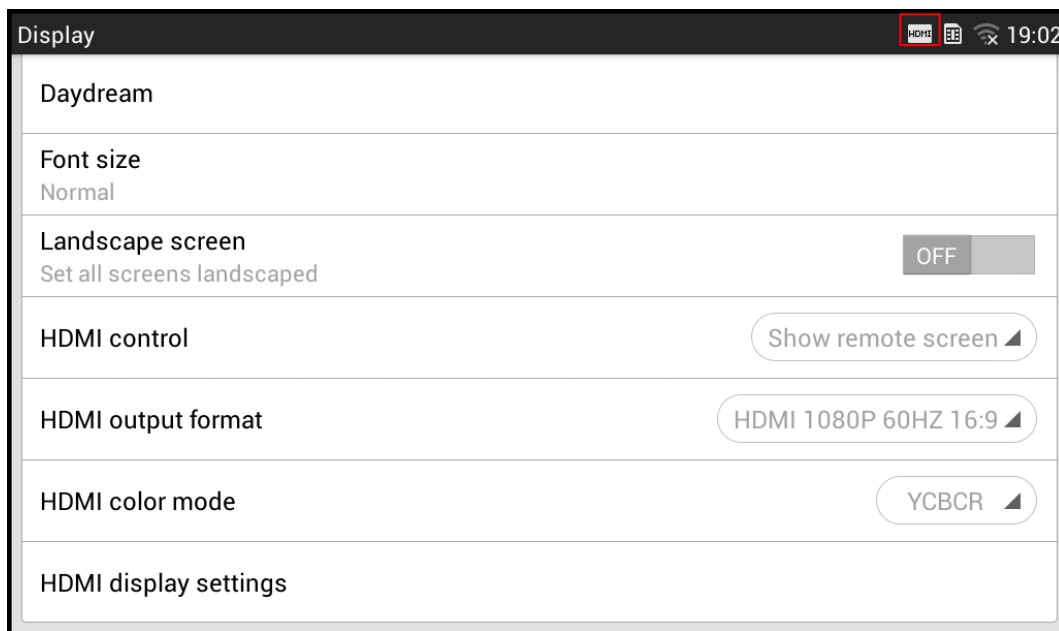 Display HDMI 19:02
Daydream
Font size
Normal
Landscape screen
Set all screens landscaped
OFF
HDMI control
Show remote screen
HDMI output format
HDMI 1080P 60HZ 16:9
HDMI color mode
YCBCR
HDMI display settings